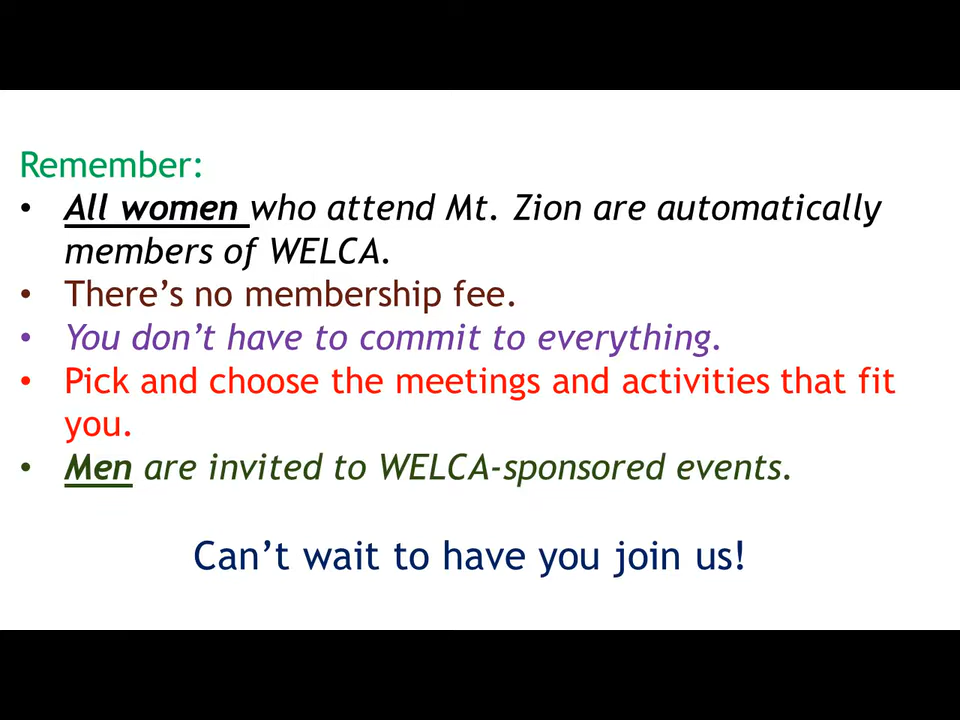 Remember:
• All women who attend Mt. Zion are automatically
members of WELCA.
• There’s no membership fee.
• You don’t have to commit to everything.
• Pick and choose the meetings and activities that fit
you.
• Men are invited to WELCA-sponsored events.
Can’t wait to have you join us!